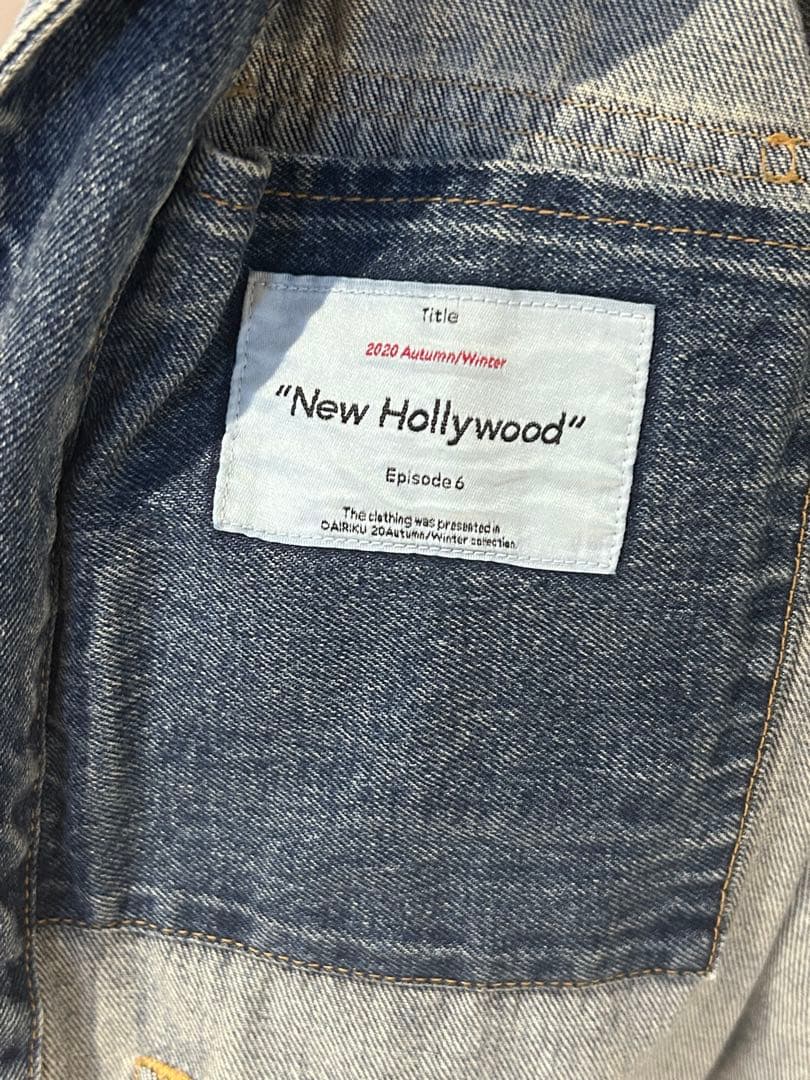 Title
2020 Autumn/Winter
“New Hollywood”
Episode 6
The clothing was presented in
DAIRIKU 20Autumn/Winter collection.